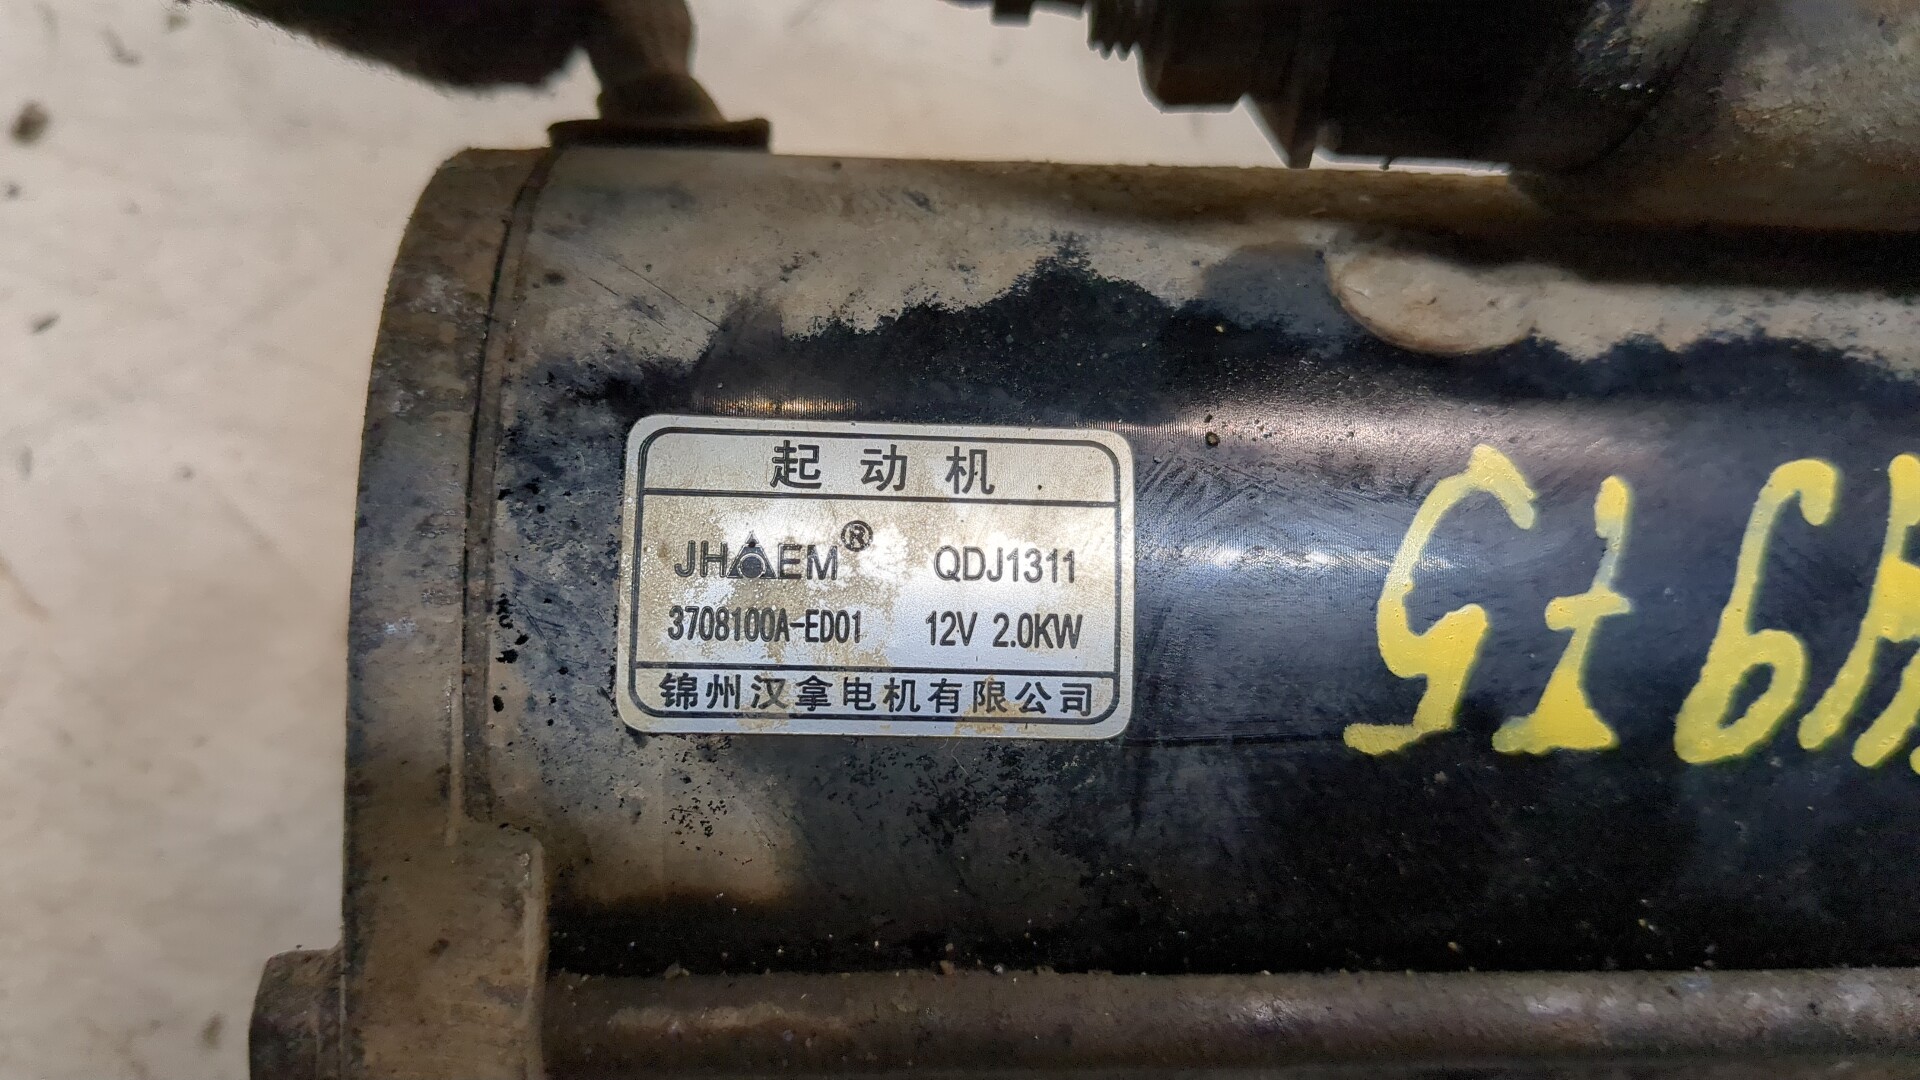 起动机
JHAEM® QDJ1311
3708100A-ED01 12V 2.0KW
锦州汉拿电机有限公司